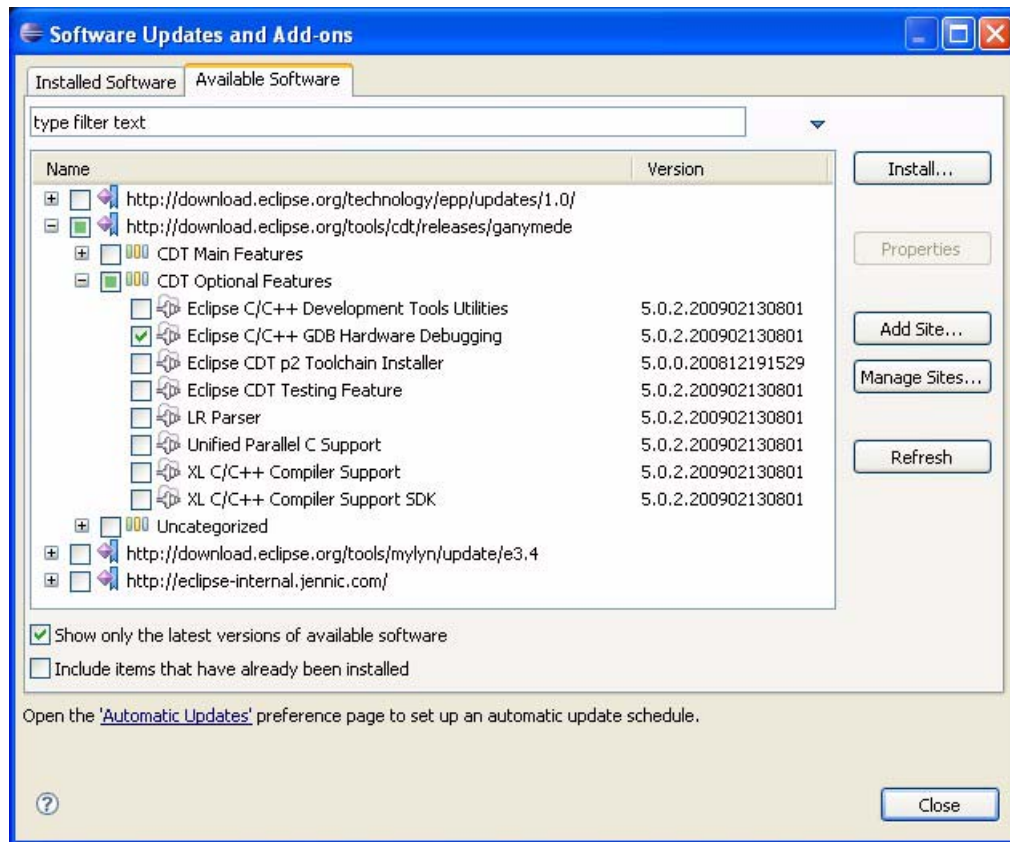 Software Updates and Add-ons
Installed Software Available Software
type filter text
Name Version Install...
http://download.eclipse.org/technology/epp/updates/1.0/
http://download.eclipse.org/tools/cdt/releases/ganymede
CDT Main Features Properties
CDT Optional Features
Eclipse C/C++ Development Tools Utilities 5.0.2.200902130801
Eclipse C/C++ GDB Hardware Debugging 5.0.2.200902130801 Add Site...
Eclipse CDT p2 Toolchain Installer 5.0.0.200812191529
Eclipse CDT Testing Feature 5.0.2.200902130801 Manage Sites...
LR Parser 5.0.2.200902130801
Unified Parallel C Support 5.0.2.200902130801
XL C/C++ Compiler Support 5.0.2.200902130801 Refresh
XL C/C++ Compiler Support SDK 5.0.2.200902130801
Uncategorized
http://download.eclipse.org/tools/mylyn/update/e3.4
http://eclipse-internal.jennic.com/
Show only the latest versions of available software
Include items that have already been installed
Open the 'Automatic Updates' preference page to set up an automatic update schedule.
? Close